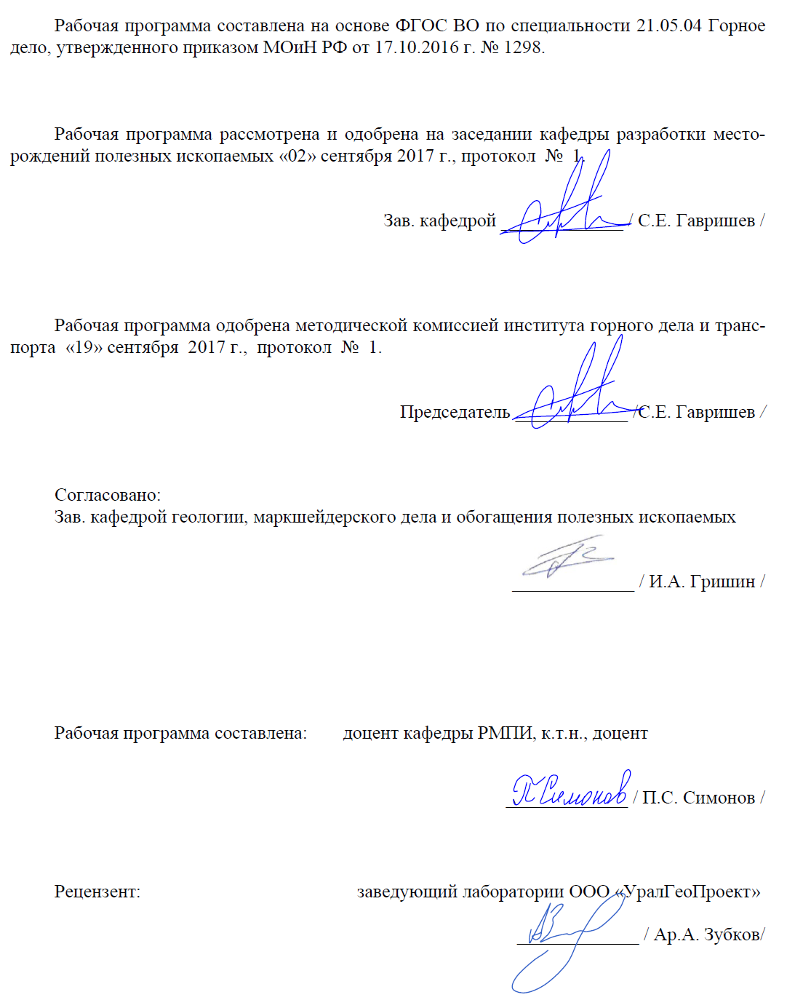 Рабочая программа составлена на основе ФГОС ВО по специальности 21.05.04 Горное
дело, утвержденного приказом МОиН РФ от 17.10.2016 г. № 1298.
Рабочая программа рассмотрена и одобрена на заседании кафедры разработки место-
рождений полезных ископаемых «02» сентября 2017 г., протокол № 1.
Зав. кафедрой _____________ / С.Е. Гавришев /
Рабочая программа одобрена методической комиссией института горного дела и транс-
порта «19» сентября 2017 г., протокол № 1.
Председатель ____________ /С.Е. Гавришев /
Согласовано:
Зав. кафедрой геологии, маркшейдерского дела и обогащения полезных ископаемых
_____________ / И.А. Гришин /
Рабочая программа составлена: доцент кафедры РМПИ, к.т.н., доцент
П Симонов / П.С. Симонов /
Рецензент: заведующий лаборатории ООО «УралГеоПроект»
_____________ / Ар.А. Зубков/